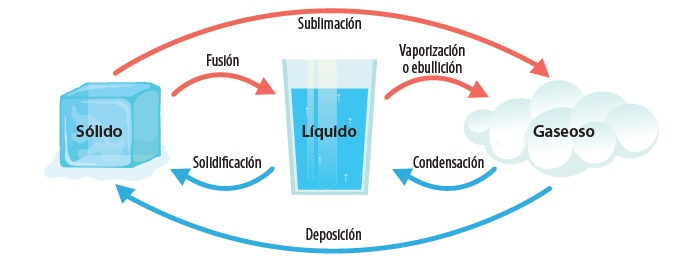 Sublimación
Fusión
Vaporización
o ebullición
Sólido
Líquido
Gaseoso
Solidificación
Condensación
Deposición